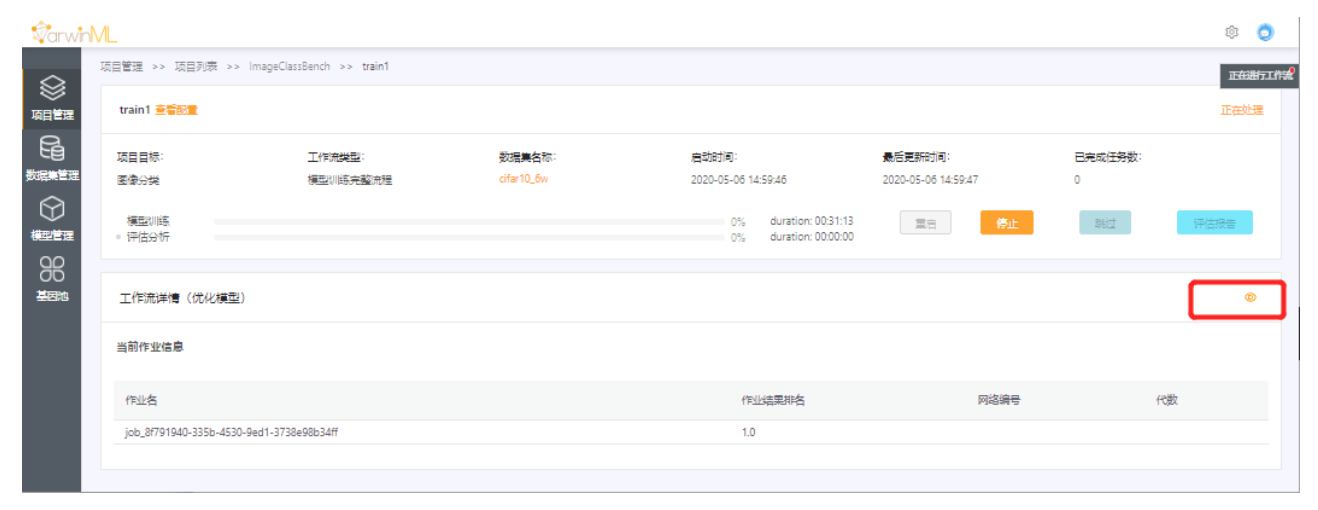 DarwinML
项目管理 >> 项目列表 >> ImageClassBench >> train1
正在进行工作流
项目管理
数据集管理
模型管理
基因池
train1 查看配置
正在处理
项目目标: 工作流类型: 数据集名称: 启动时间: 最后更新时间: 已完成任务数:
图像分类 模型训练完整流程 cifar10_6w 2020-05-06 14:59:46 2020-05-06 14:59:47 0
模型训练 0% duration: 00:31:13
评估分析 0% duration: 00:00:00
重启 停止 跳过 评估报告
工作流详情（优化模型）
当前作业信息
作业名 作业结果排名 网络编号 代数
job_8f791940-335b-4530-9ed1-3738e98b34ff 1.0